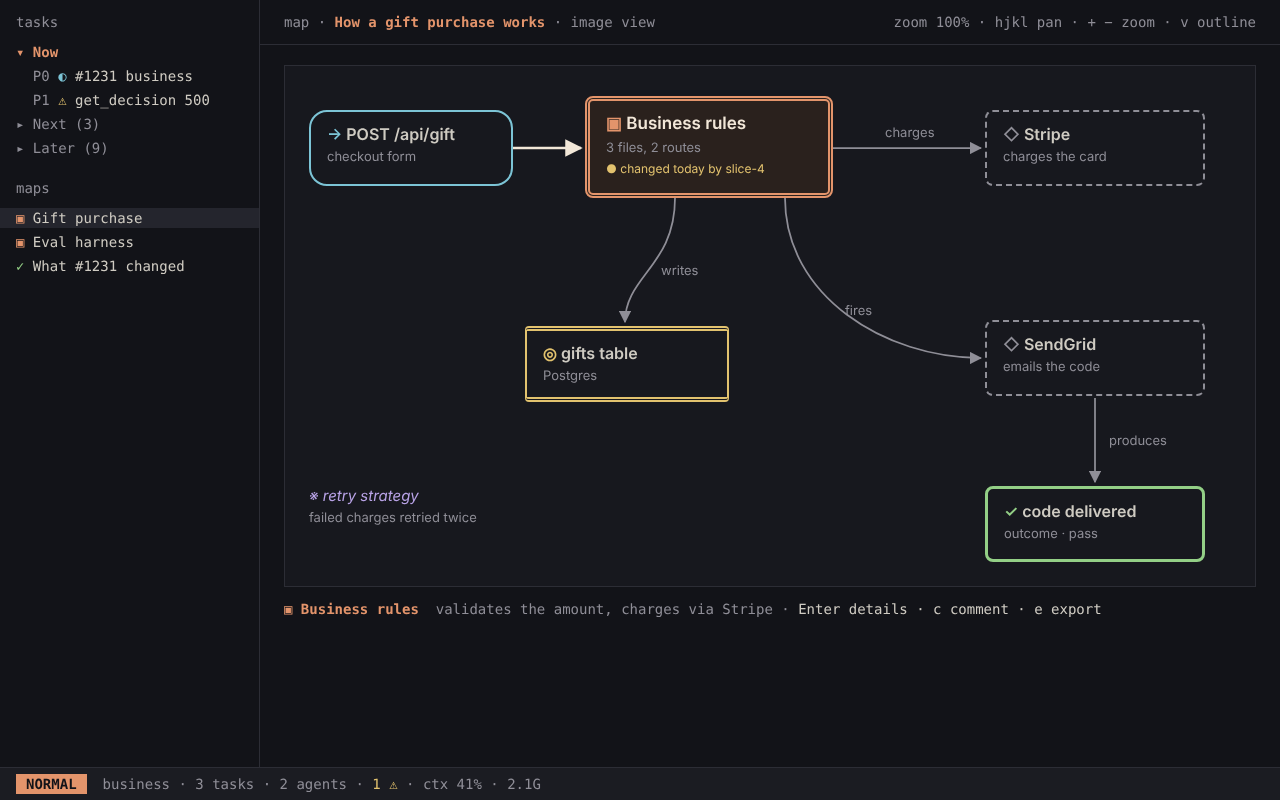 tasks
▾ Now
P0 ◐ #1231 business
P1 ⚠ get_decision 500
▸ Next (3)
▸ Later (9)
maps
▣ Gift purchase
▣ Eval harness
✓ What #1231 changed
map · How a gift purchase works · image view
zoom 100% · hjkl pan · + − zoom · v outline
→ POST /api/gift
checkout form
▣ Business rules
3 files, 2 routes
● changed today by slice-4
charges
◇ Stripe
charges the card
writes
fires
◎ gifts table
Postgres
◇ SendGrid
emails the code
produces
※ retry strategy
failed charges retried twice
✓ code delivered
outcome · pass
▣ Business rules validates the amount, charges via Stripe · Enter details · c comment · e export
NORMAL business · 3 tasks · 2 agents · 1 ⚠ · ctx 41% · 2.1G